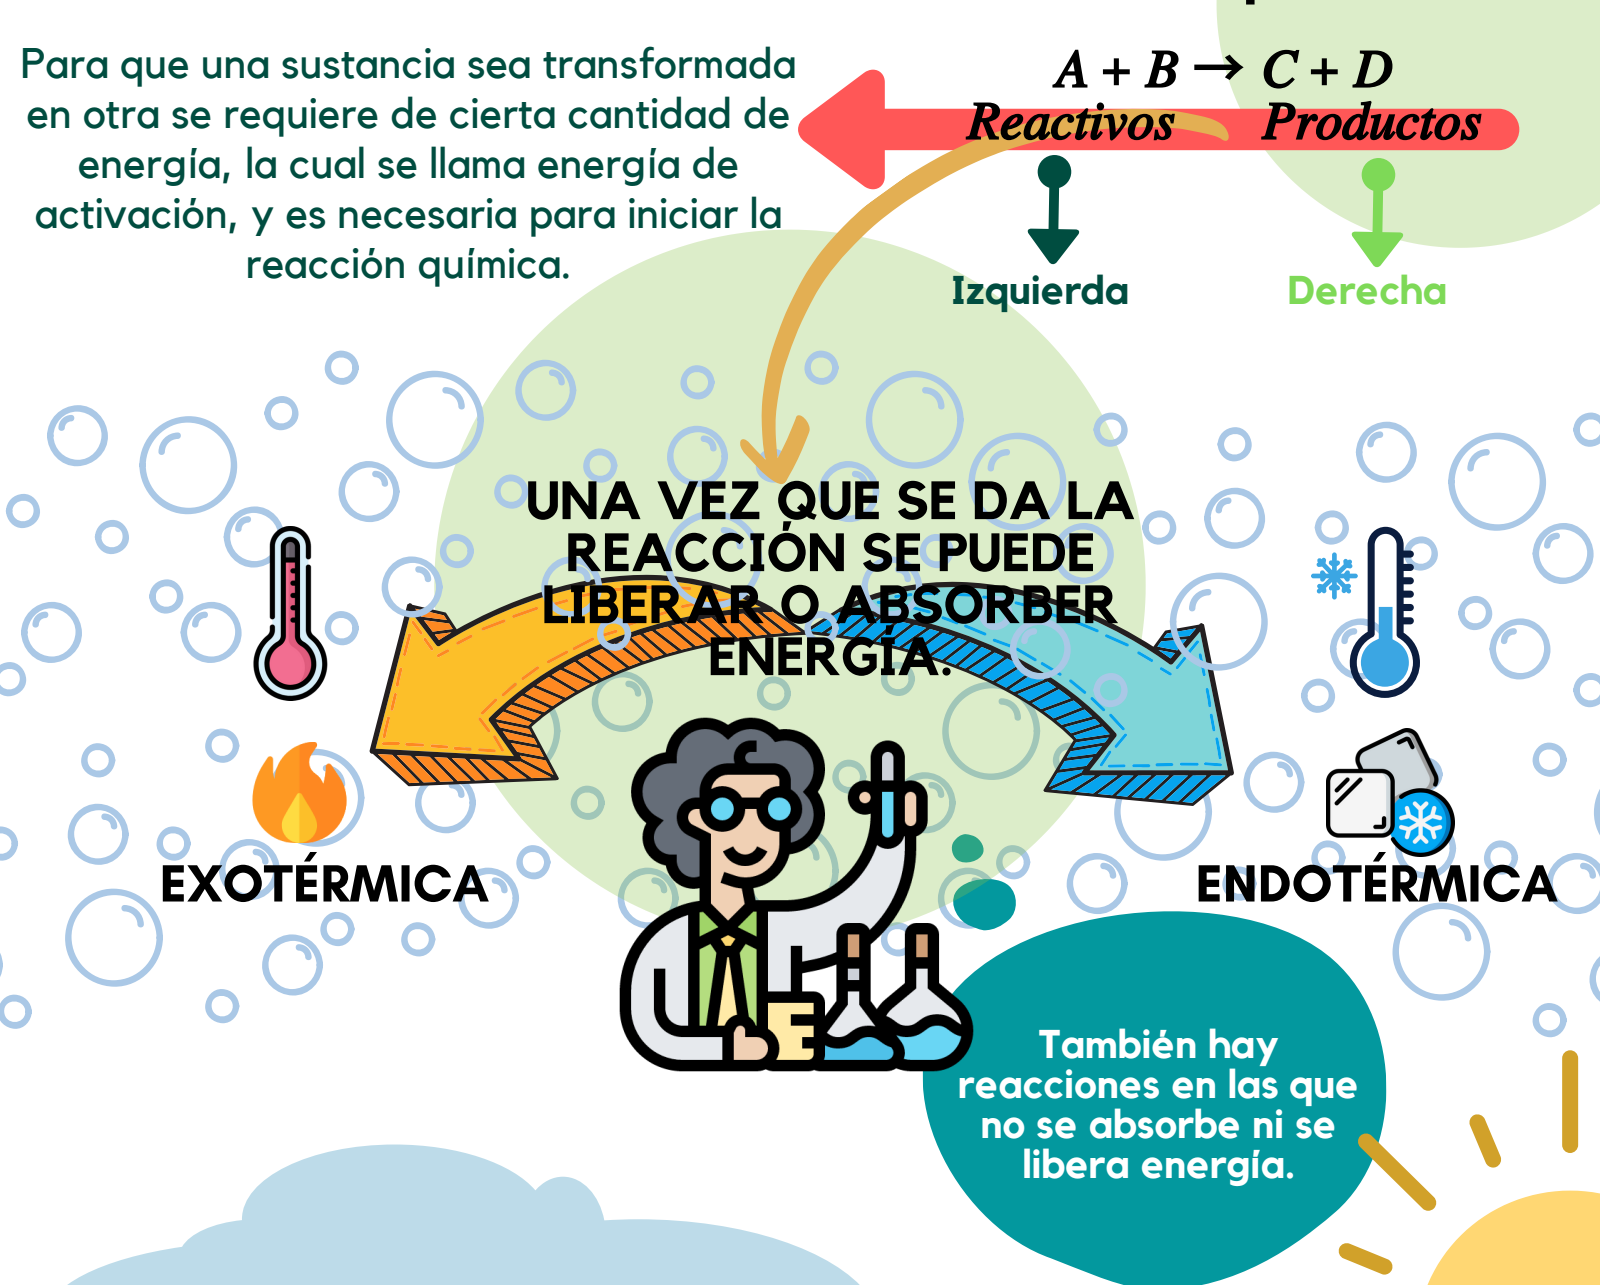 Para que una sustancia sea transformada
en otra se requiere de cierta cantidad de
energía, la cual se llama energía de
activación, y es necesaria para iniciar la
reacción química.
A + B → C + D
Reactivos Productos
Izquierda Derecha
UNA VEZ QUE SE DA LA
REACCIÓN SE PUEDE
LIBERAR O ABSORBER
ENERGÍA.
EXOTÉRMICA
ENDOTÉRMICA
También hay
reacciones en las que
no se absorbe ni se
libera energía.